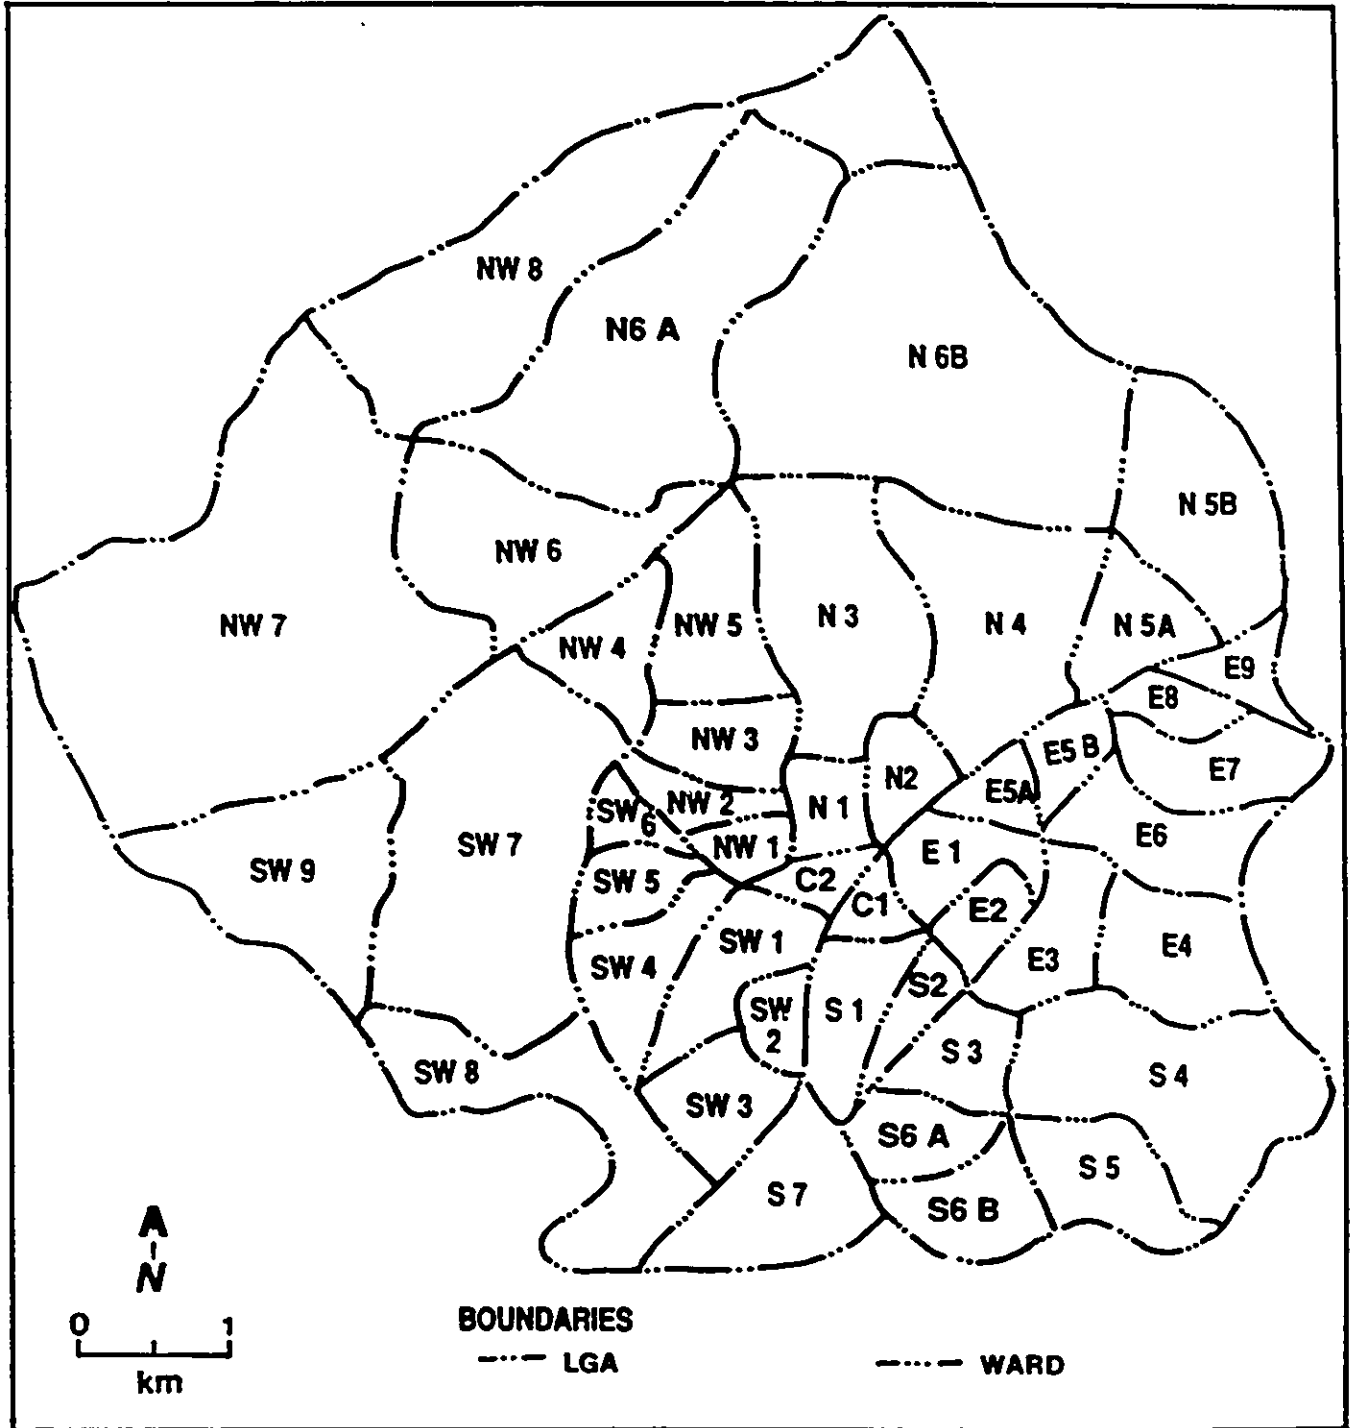 NW 8
N6 A
N 6B
N 5B
NW 6
NW 7
NW 4
NW 5
N 3
N 4
N 5A
E9
E8
NW 3
E5 B
E7
N2
E5A
NW 2
N 1
SW 6
E6
SW 7
NW 1
E 1
SW 9
SW 5
C2
C1
E2
SW 1
E4
SW 4
E3
S2
SW 2
S 1
S 3
SW 8
S 4
SW 3
S6 A
S 5
S 7
S6 B
A
N
0 1
km
BOUNDARIES
LGA
WARD